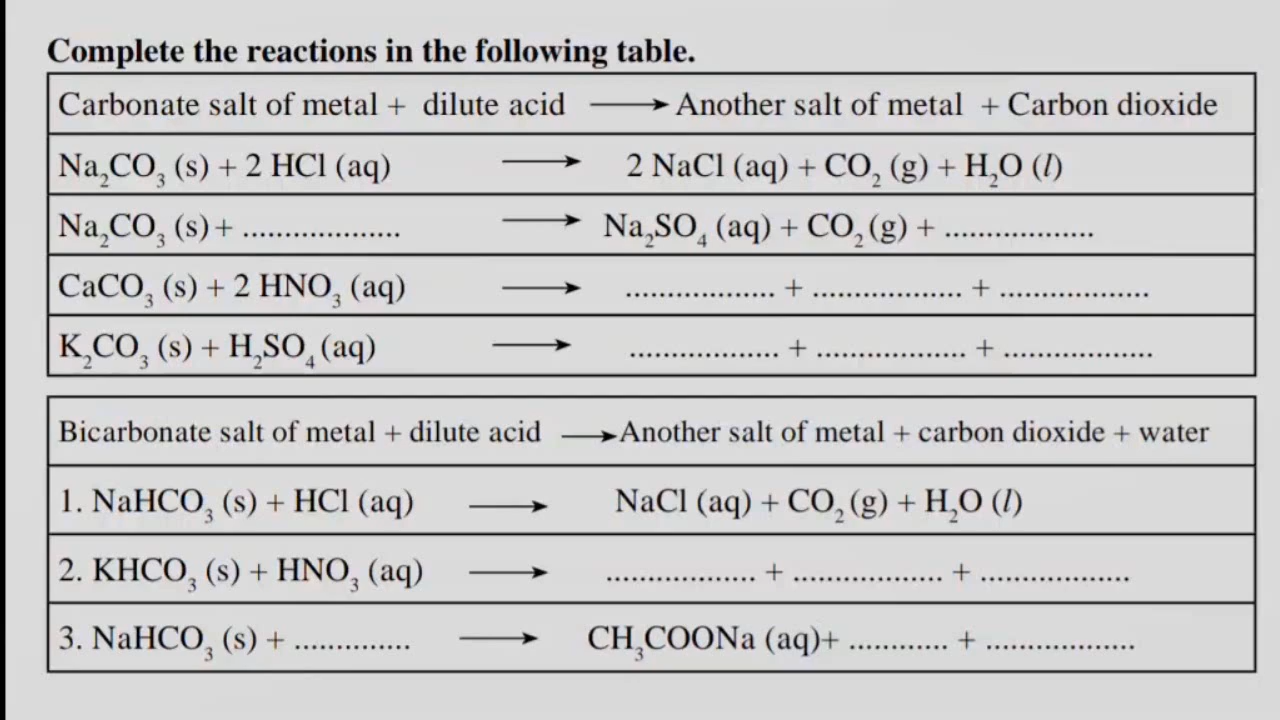 Complete the reactions in the following table.
Carbonate salt of metal + dilute acid ⟶ Another salt of metal + Carbon dioxide
Na₂CO₃ (s) + 2 HCl (aq) ⟶ 2 NaCl (aq) + CO₂ (g) + H₂O (l)
Na₂CO₃ (s) + ................... ⟶ Na₂SO₄ (aq) + CO₂ (g) + ..................
CaCO₃ (s) + 2 HNO₃ (aq) ⟶ .................. + .................. + ..................
K₂CO₃ (s) + H₂SO₄ (aq) ⟶ .................. + .................. + ..................
Bicarbonate salt of metal + dilute acid ⟶ Another salt of metal + carbon dioxide + water
1. NaHCO₃ (s) + HCl (aq) ⟶ NaCl (aq) + CO₂ (g) + H₂O (l)
2. KHCO₃ (s) + HNO₃ (aq) ⟶ .................. + .................. + ..................
3. NaHCO₃ (s) + .............. ⟶ CH₃COONa (aq)+ ............ + ..................